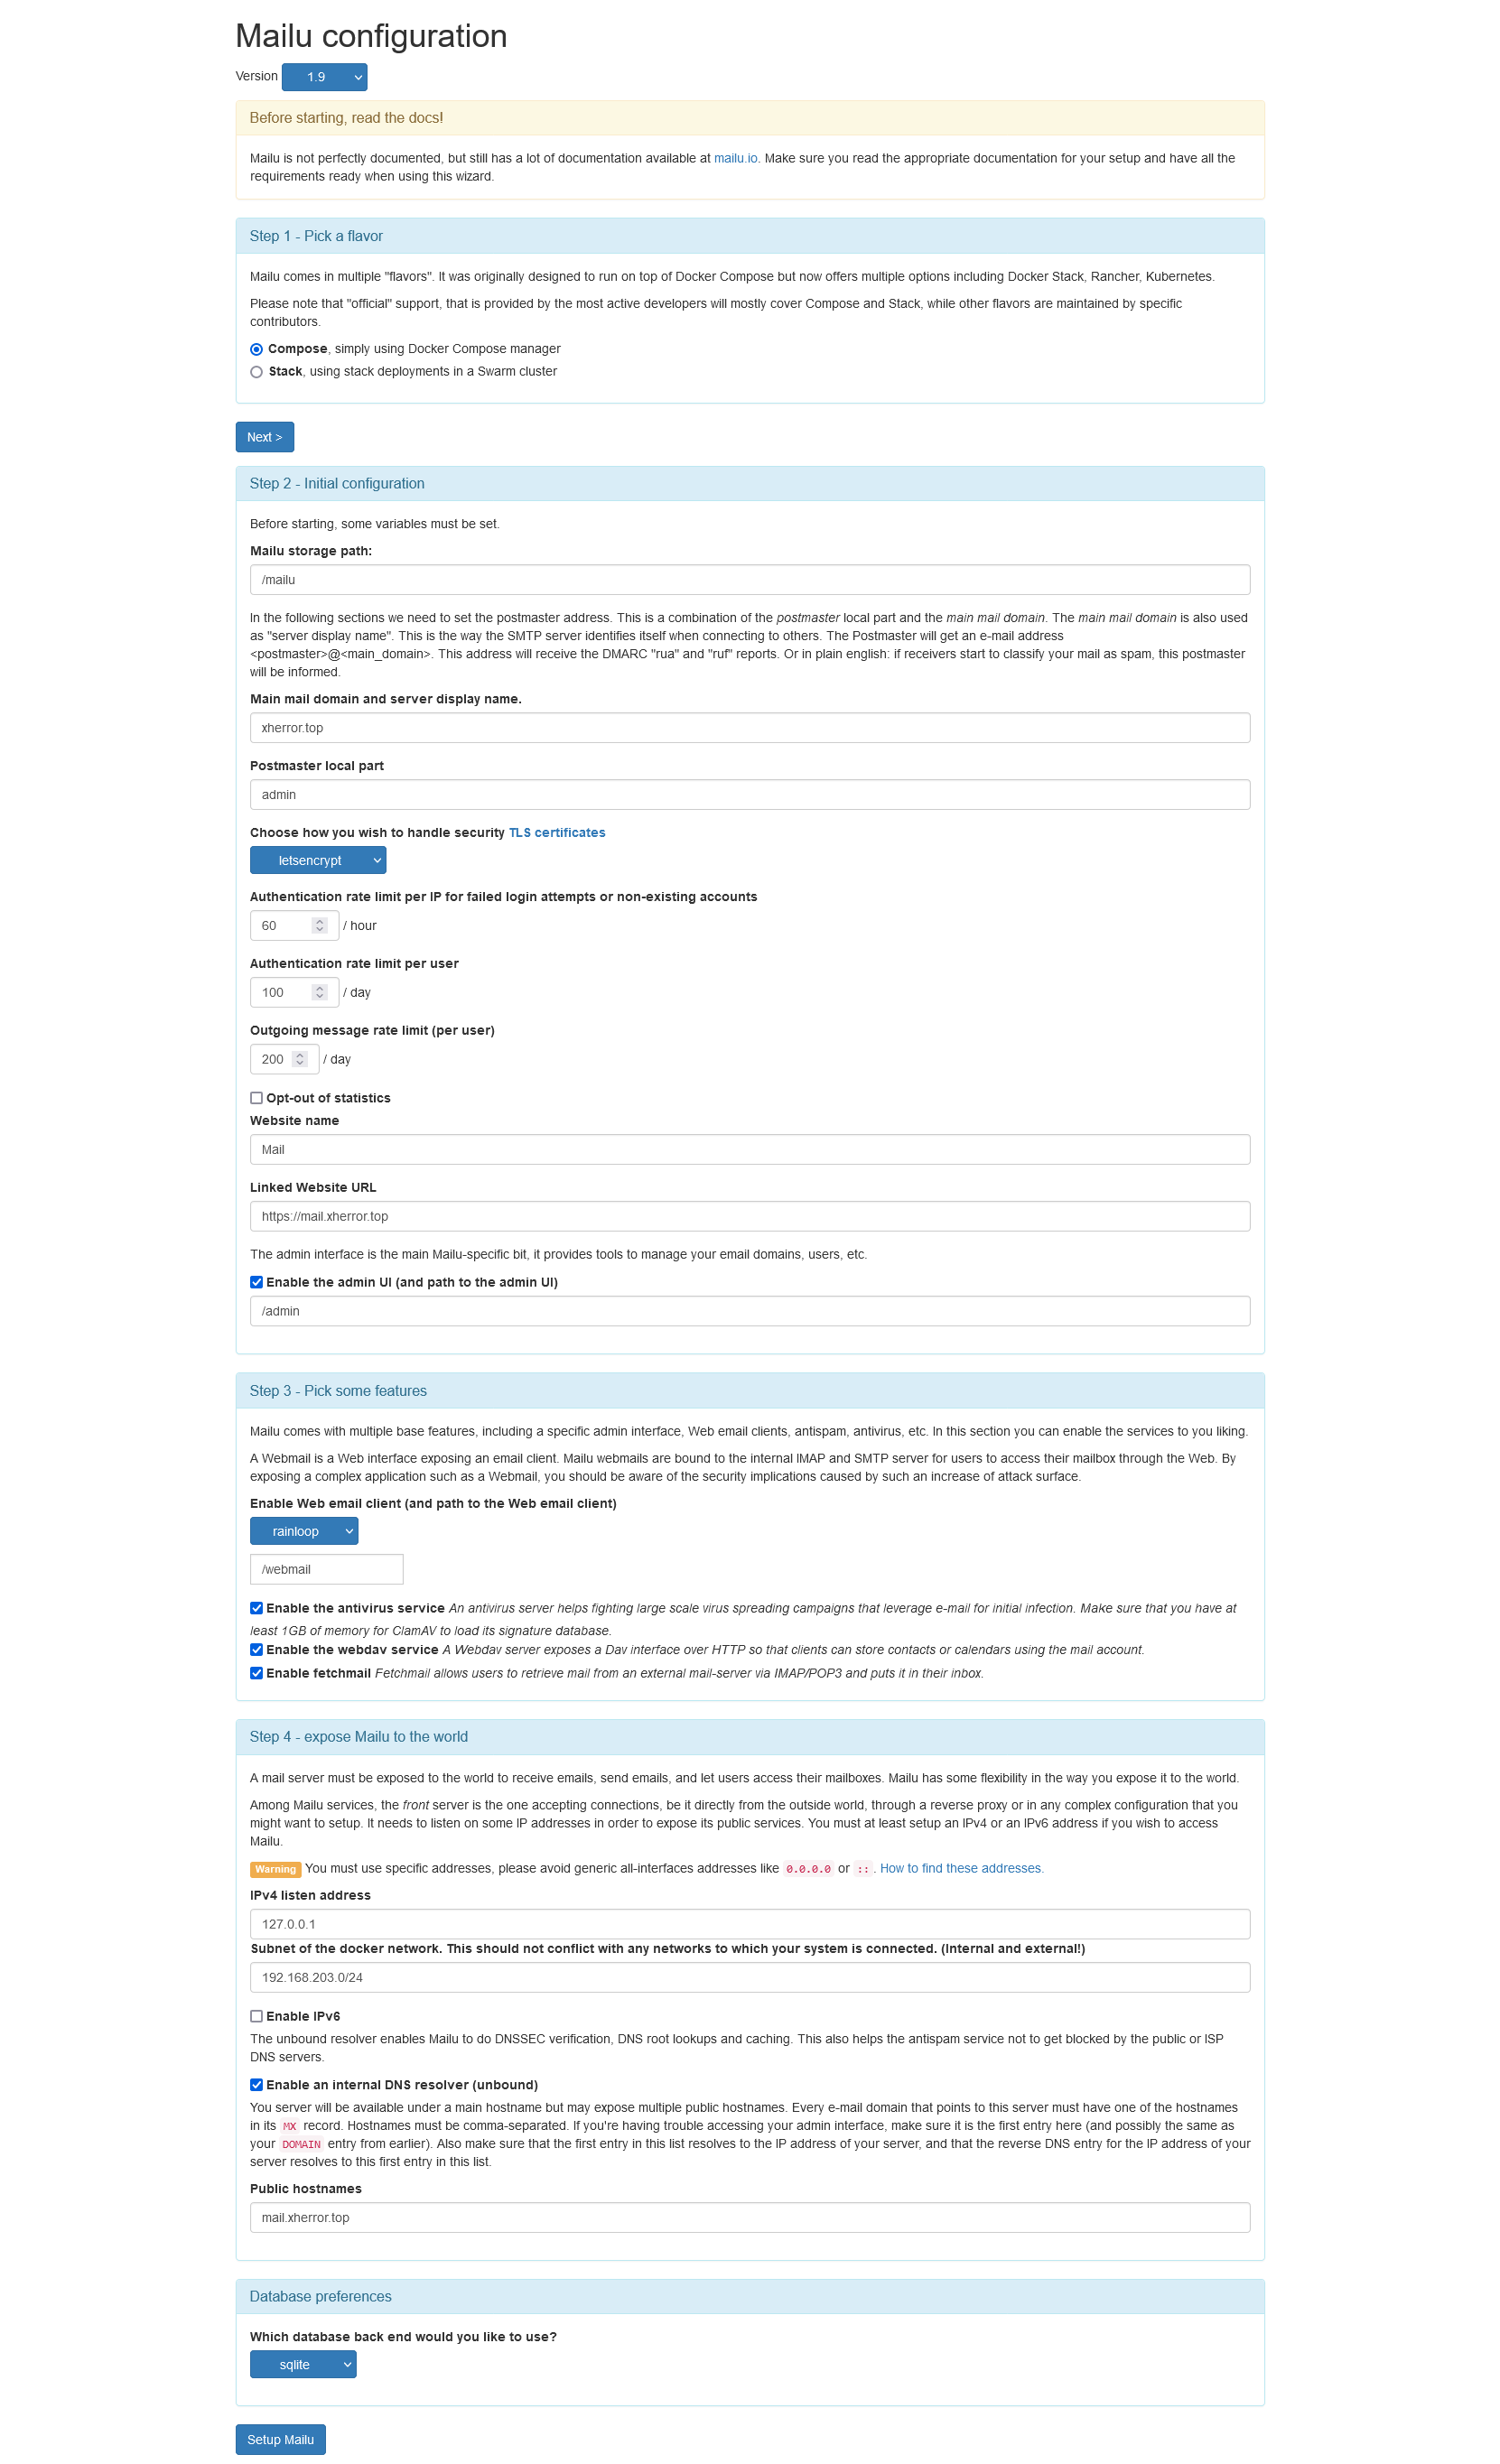 Mailu configuration
Version 1.9
Before starting, read the docs!
Mailu is not perfectly documented, but still has a lot of documentation available at mailu.io. Make sure you read the appropriate documentation for your setup and have all the
requirements ready when using this wizard.
Step 1 - Pick a flavor
Mailu comes in multiple "flavors". It was originally designed to run on top of Docker Compose but now offers multiple options including Docker Stack, Rancher, Kubernetes.
Please note that "official" support, that is provided by the most active developers will mostly cover Compose and Stack, while other flavors are maintained by specific
contributors.
Compose, simply using Docker Compose manager
Stack, using stack deployments in a Swarm cluster
Next >
Step 2 - Initial configuration
Before starting, some variables must be set.
Mailu storage path:
/mailu
In the following sections we need to set the postmaster address. This is a combination of the postmaster local part and the main mail domain. The main mail domain is also used
as "server display name". This is the way the SMTP server identifies itself when connecting to others. The Postmaster will get an e-mail address
<postmaster>@<main_domain>. This address will receive the DMARC "rua" and "ruf" reports. Or in plain english: if receivers start to classify your mail as spam, this postmaster
will be informed.
Main mail domain and server display name.
xherror.top
Postmaster local part
admin
Choose how you wish to handle security TLS certificates
letsencrypt
Authentication rate limit per IP for failed login attempts or non-existing accounts
60 / hour
Authentication rate limit per user
100 / day
Outgoing message rate limit (per user)
200 / day
Opt-out of statistics
Website name
Mail
Linked Website URL
https://mail.xherror.top
The admin interface is the main Mailu-specific bit, it provides tools to manage your email domains, users, etc.
Enable the admin UI (and path to the admin UI)
/admin
Step 3 - Pick some features
Mailu comes with multiple base features, including a specific admin interface, Web email clients, antispam, antivirus, etc. In this section you can enable the services to you liking.
A Webmail is a Web interface exposing an email client. Mailu webmails are bound to the internal IMAP and SMTP server for users to access their mailbox through the Web. By
exposing a complex application such as a Webmail, you should be aware of the security implications caused by such an increase of attack surface.
Enable Web email client (and path to the Web email client)
rainloop
/webmail
Enable the antivirus service An antivirus server helps fighting large scale virus spreading campaigns that leverage e-mail for initial infection. Make sure that you have at
least 1GB of memory for ClamAV to load its signature database.
Enable the webdav service A Webdav server exposes a Dav interface over HTTP so that clients can store contacts or calendars using the mail account.
Enable fetchmail Fetchmail allows users to retrieve mail from an external mail-server via IMAP/POP3 and puts it in their inbox.
Step 4 - expose Mailu to the world
A mail server must be exposed to the world to receive emails, send emails, and let users access their mailboxes. Mailu has some flexibility in the way you expose it to the world.
Among Mailu services, the front server is the one accepting connections, be it directly from the outside world, through a reverse proxy or in any complex configuration that you
might want to setup. It needs to listen on some IP addresses in order to expose its public services. You must at least setup an IPv4 or an IPv6 address if you wish to access
Mailu.
Warning You must use specific addresses, please avoid generic all-interfaces addresses like 0.0.0.0 or ::. How to find these addresses.
IPv4 listen address
127.0.0.1
Subnet of the docker network. This should not conflict with any networks to which your system is connected. (Internal and external!)
192.168.203.0/24
Enable IPv6
The unbound resolver enables Mailu to do DNSSEC verification, DNS root lookups and caching. This also helps the antispam service not to get blocked by the public or ISP
DNS servers.
Enable an internal DNS resolver (unbound)
You server will be available under a main hostname but may expose multiple public hostnames. Every e-mail domain that points to this server must have one of the hostnames
in its MX record. Hostnames must be comma-separated. If you're having trouble accessing your admin interface, make sure it is the first entry here (and possibly the same as
your DOMAIN entry from earlier). Also make sure that the first entry in this list resolves to the IP address of your server, and that the reverse DNS entry for the IP address of your
server resolves to this first entry in this list.
Public hostnames
mail.xherror.top
Database preferences
Which database back end would you like to use?
sqlite
Setup Mailu